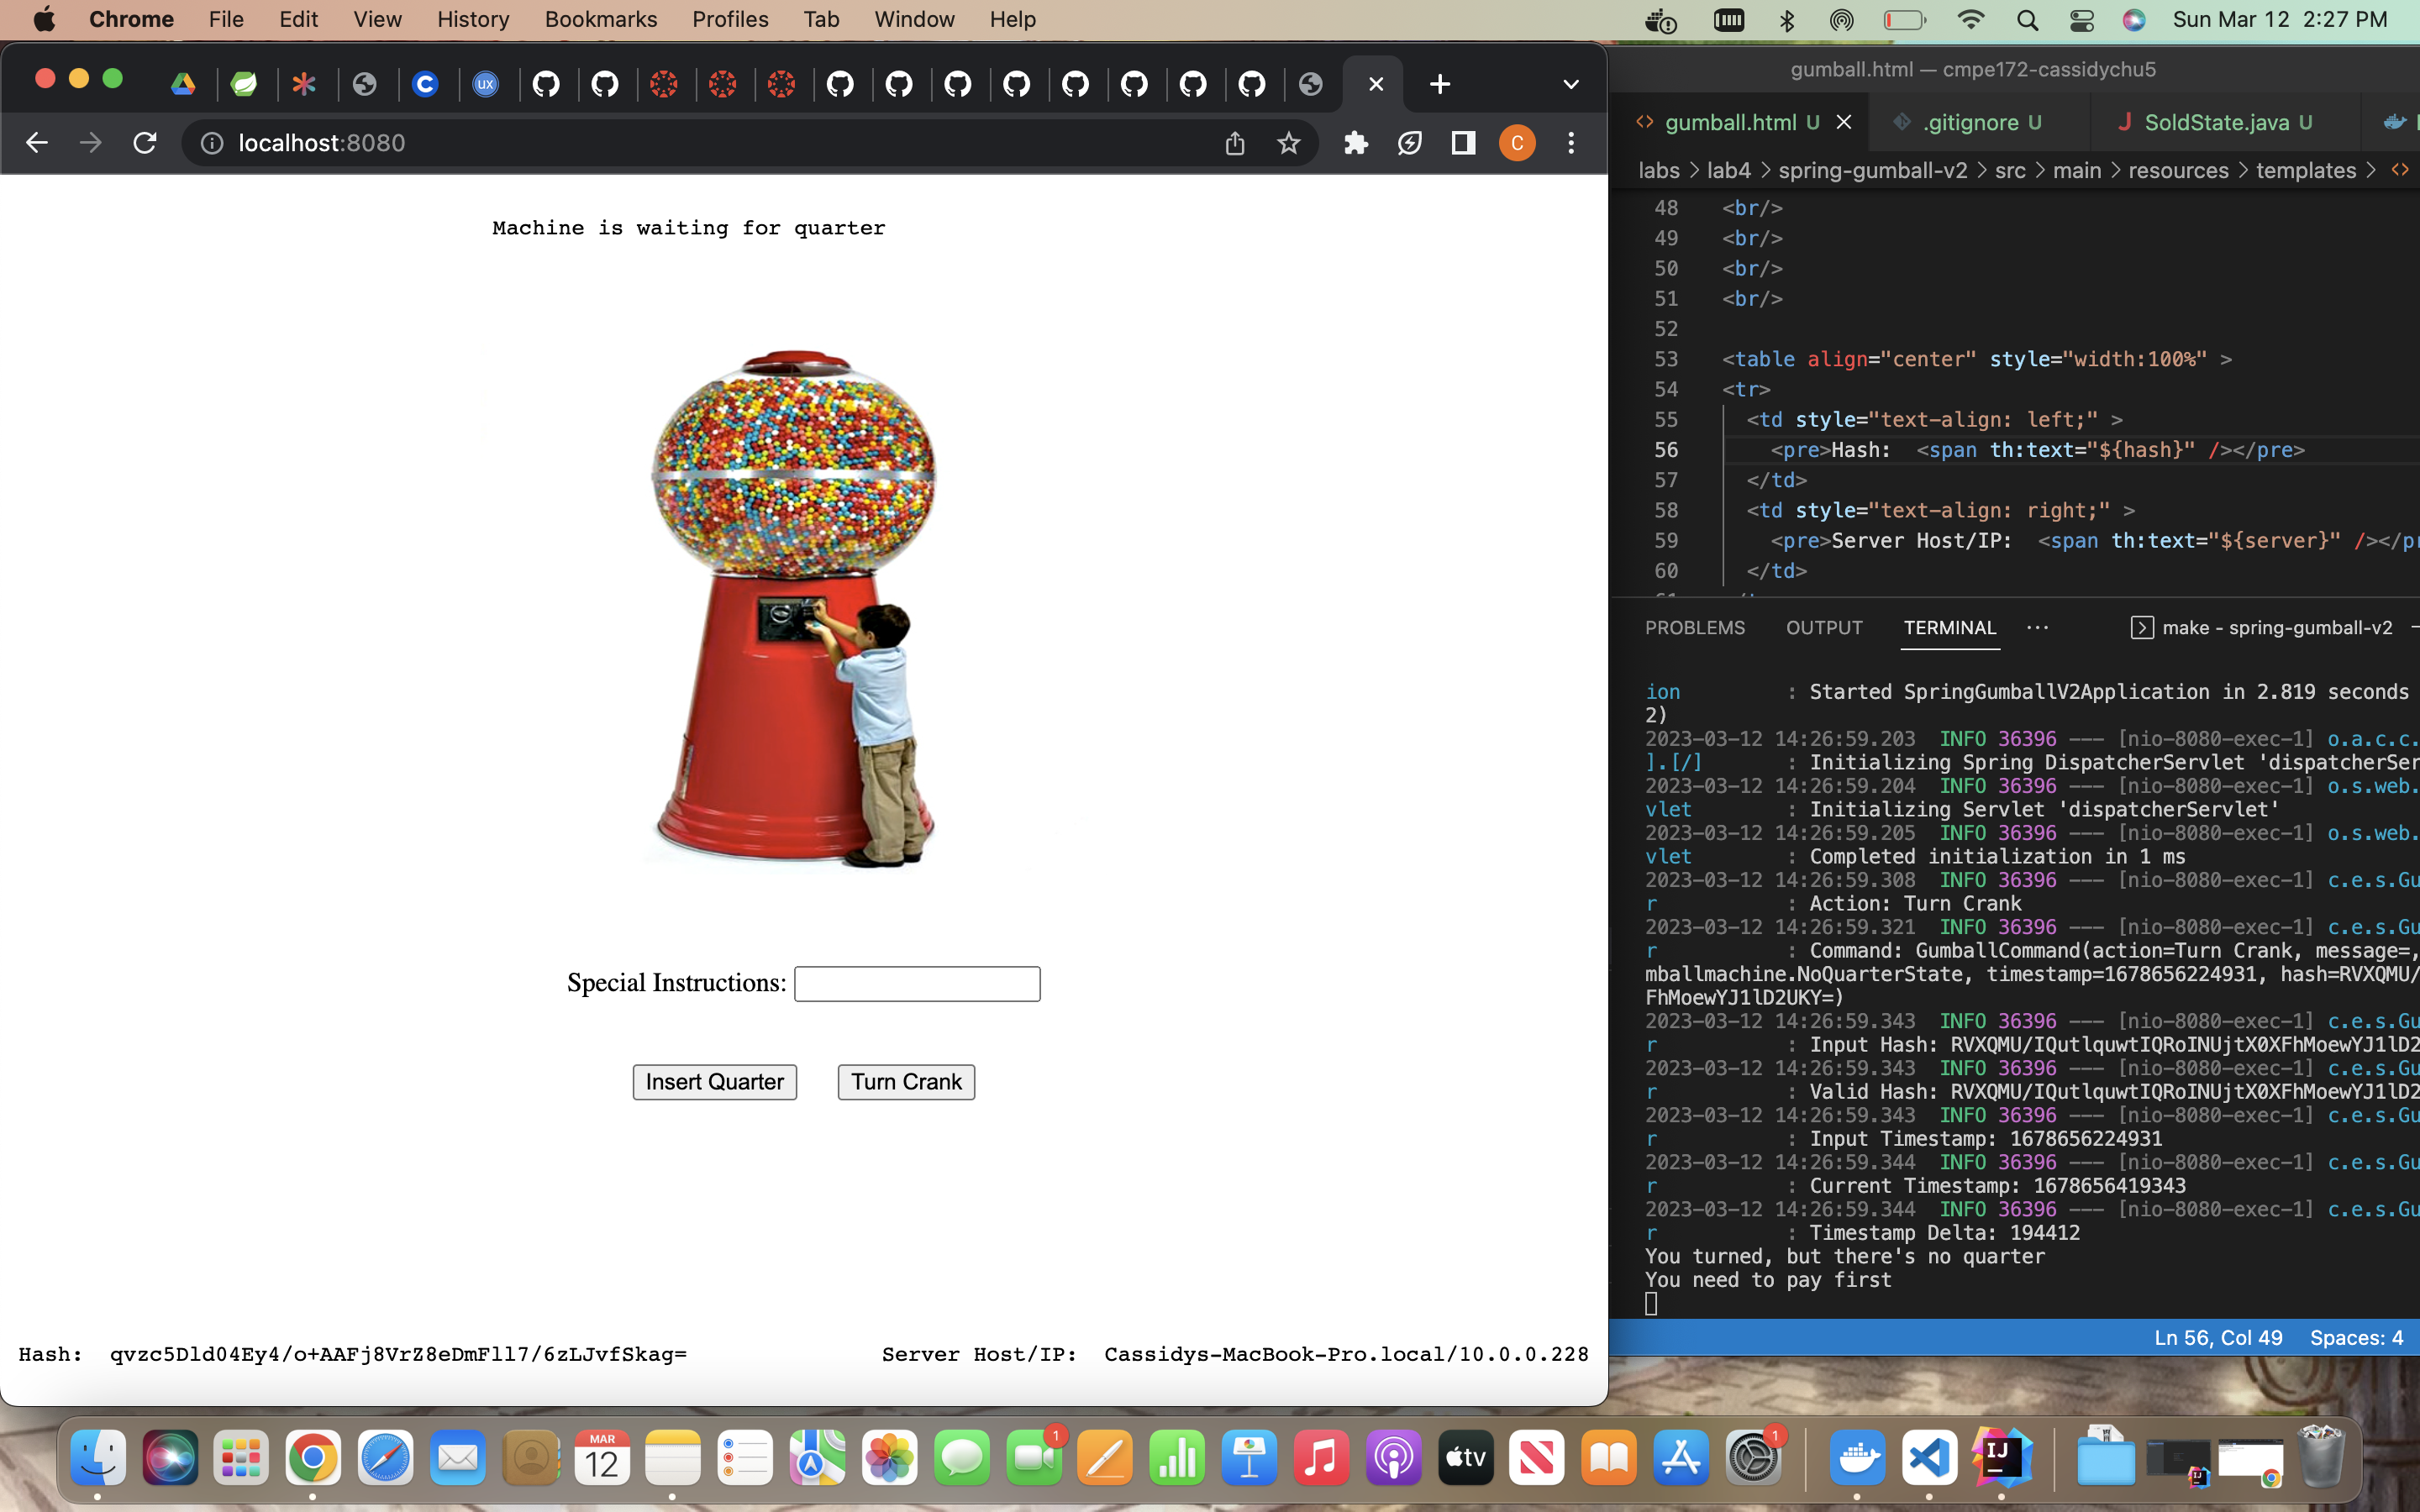 Chrome File Edit View History Bookmarks Profiles Tab Window Help Sun Mar 12 2:27 PM
localhost:8080
C
Machine is waiting for quarter
Special Instructions:
Insert Quarter Turn Crank
Hash: qvzc5Dld04Ey4/o+AAFj8VrZ8eDmFll7/6zLJvfSkag= Server Host/IP: Cassidys-MacBook-Pro.local/10.0.0.228
gumball.html — cmpe172-cassidychu5
gumball.html U .gitignore U SoldState.java U
labs > lab4 > spring-gumball-v2 > src > main > resources > templates >
48 <br/>
49 <br/>
50 <br/>
51 <br/>
52
53 <table align="center" style="width:100%" >
54 <tr>
55 <td style="text-align: left;" >
56 <pre>Hash: <span th:text="${hash}" /></pre>
57 </td>
58 <td style="text-align: right;" >
59 <pre>Server Host/IP: <span th:text="${server}" /></pr
60 </td>
PROBLEMS OUTPUT TERMINAL ··· make - spring-gumball-v2
ion : Started SpringGumballV2Application in 2.819 seconds
2)
2023-03-12 14:26:59.203 INFO 36396 --- [nio-8080-exec-1] o.a.c.c.
].[/] : Initializing Spring DispatcherServlet 'dispatcherSer
2023-03-12 14:26:59.204 INFO 36396 --- [nio-8080-exec-1] o.s.web.
vlet : Initializing Servlet 'dispatcherServlet'
2023-03-12 14:26:59.205 INFO 36396 --- [nio-8080-exec-1] o.s.web.
vlet : Completed initialization in 1 ms
2023-03-12 14:26:59.308 INFO 36396 --- [nio-8080-exec-1] c.e.s.Gu
r : Action: Turn Crank
2023-03-12 14:26:59.321 INFO 36396 --- [nio-8080-exec-1] c.e.s.Gu
r : Command: GumballCommand(action=Turn Crank, message=,
mballmachine.NoQuarterState, timestamp=1678656224931, hash=RVXQMU/
FhMoewYJ1lD2UKY=)
2023-03-12 14:26:59.343 INFO 36396 --- [nio-8080-exec-1] c.e.s.Gu
r : Input Hash: RVXQMU/IQutlquwtIQRoINUjtX0XFhMoewYJ1lD2
2023-03-12 14:26:59.343 INFO 36396 --- [nio-8080-exec-1] c.e.s.Gu
r : Valid Hash: RVXQMU/IQutlquwtIQRoINUjtX0XFhMoewYJ1lD2
2023-03-12 14:26:59.343 INFO 36396 --- [nio-8080-exec-1] c.e.s.Gu
r : Input Timestamp: 1678656224931
2023-03-12 14:26:59.344 INFO 36396 --- [nio-8080-exec-1] c.e.s.Gu
r : Current Timestamp: 1678656419343
2023-03-12 14:26:59.344 INFO 36396 --- [nio-8080-exec-1] c.e.s.Gu
r : Timestamp Delta: 194412
You turned, but there's no quarter
You need to pay first
Ln 56, Col 49 Spaces: 4
MAR
12
1
tv
1
IJ